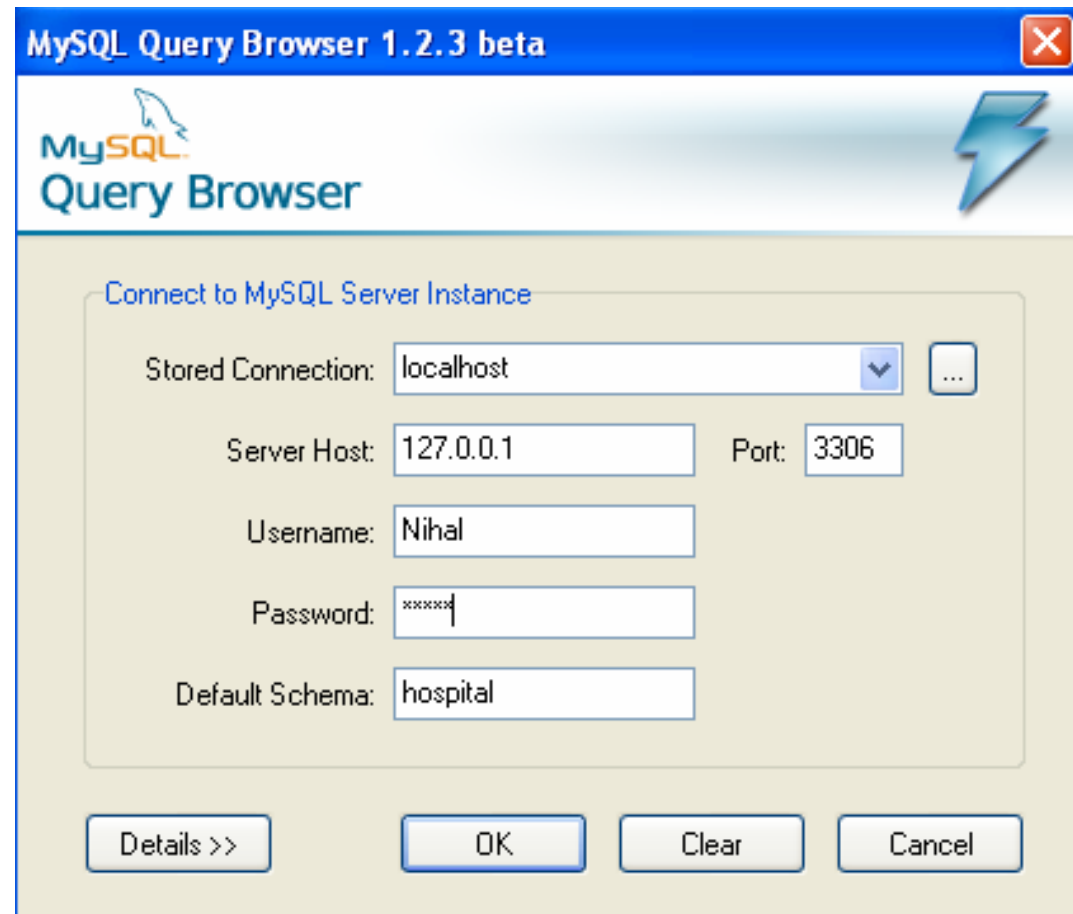 MySQL Query Browser 1.2.3 beta
MySQL
Query Browser
Connect to MySQL Server Instance
Stored Connection: localhost ...
Server Host: 127.0.0.1 Port: 3306
Username: Nihal
Password: *****
Default Schema: hospital
Details >> OK Clear Cancel